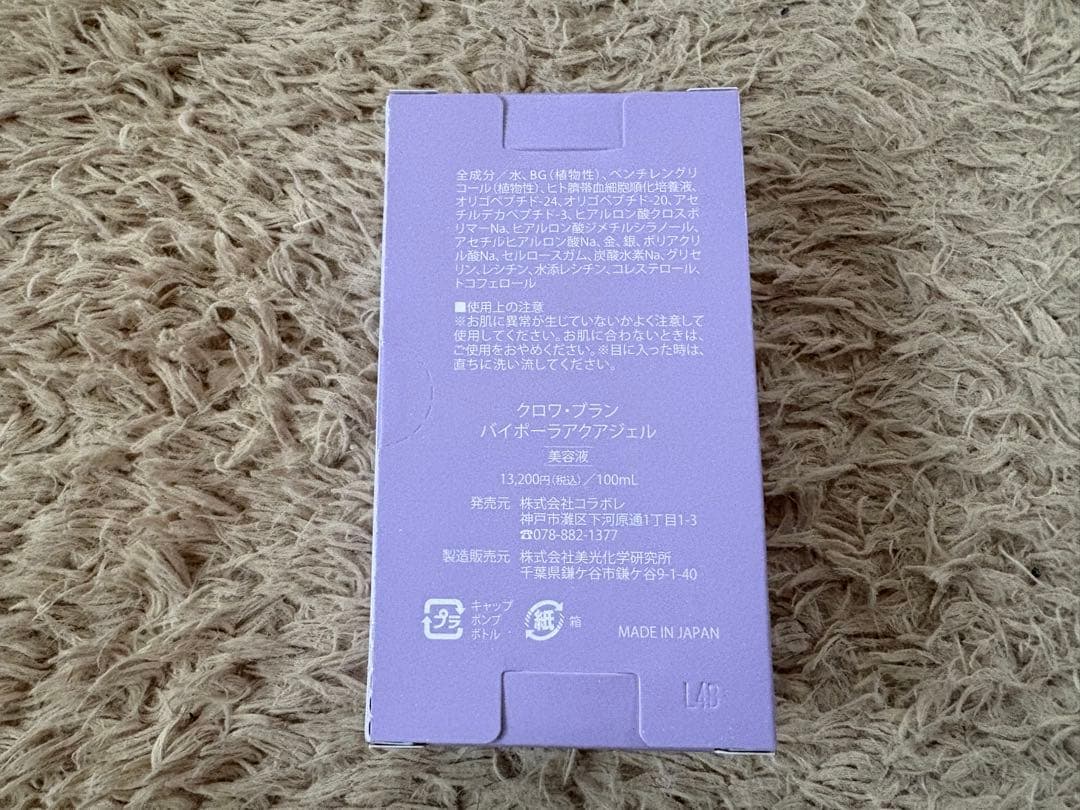 全成分／水、BG（植物性）、ペンチレングリ
コール（植物性）、ヒト臍帯血細胞順化培養液、
オリゴペプチド-24、オリゴペプチド-20、アセ
チルデカペプチド-3、ヒアルロン酸クロスポ
リマーNa、ヒアルロン酸ジメチルシラノール、
アセチルヒアルロン酸Na、金、銀、ポリアクリ
ル酸Na、セルロースガム、炭酸水素Na、グリセ
リン、レシチン、水添レシチン、コレステロール、
トコフェロール
■使用上の注意
※お肌に異常が生じていないかよく注意して
使用してください。お肌に合わないときは、
ご使用をおやめください。※目に入った時は、
直ちに洗い流してください。
クロワ・ブラン
バイポーラアクアジェル
美容液
13,200円（税込）／100mL
発売元 株式会社コラボレ
神戸市灘区下河原通1丁目1-3
☎078-882-1377
製造販売元 株式会社美光化学研究所
千葉県鎌ケ谷市鎌ケ谷9-1-40
プラ キャップ
ポンプ
ボトル
紙 箱
MADE IN JAPAN
L4B